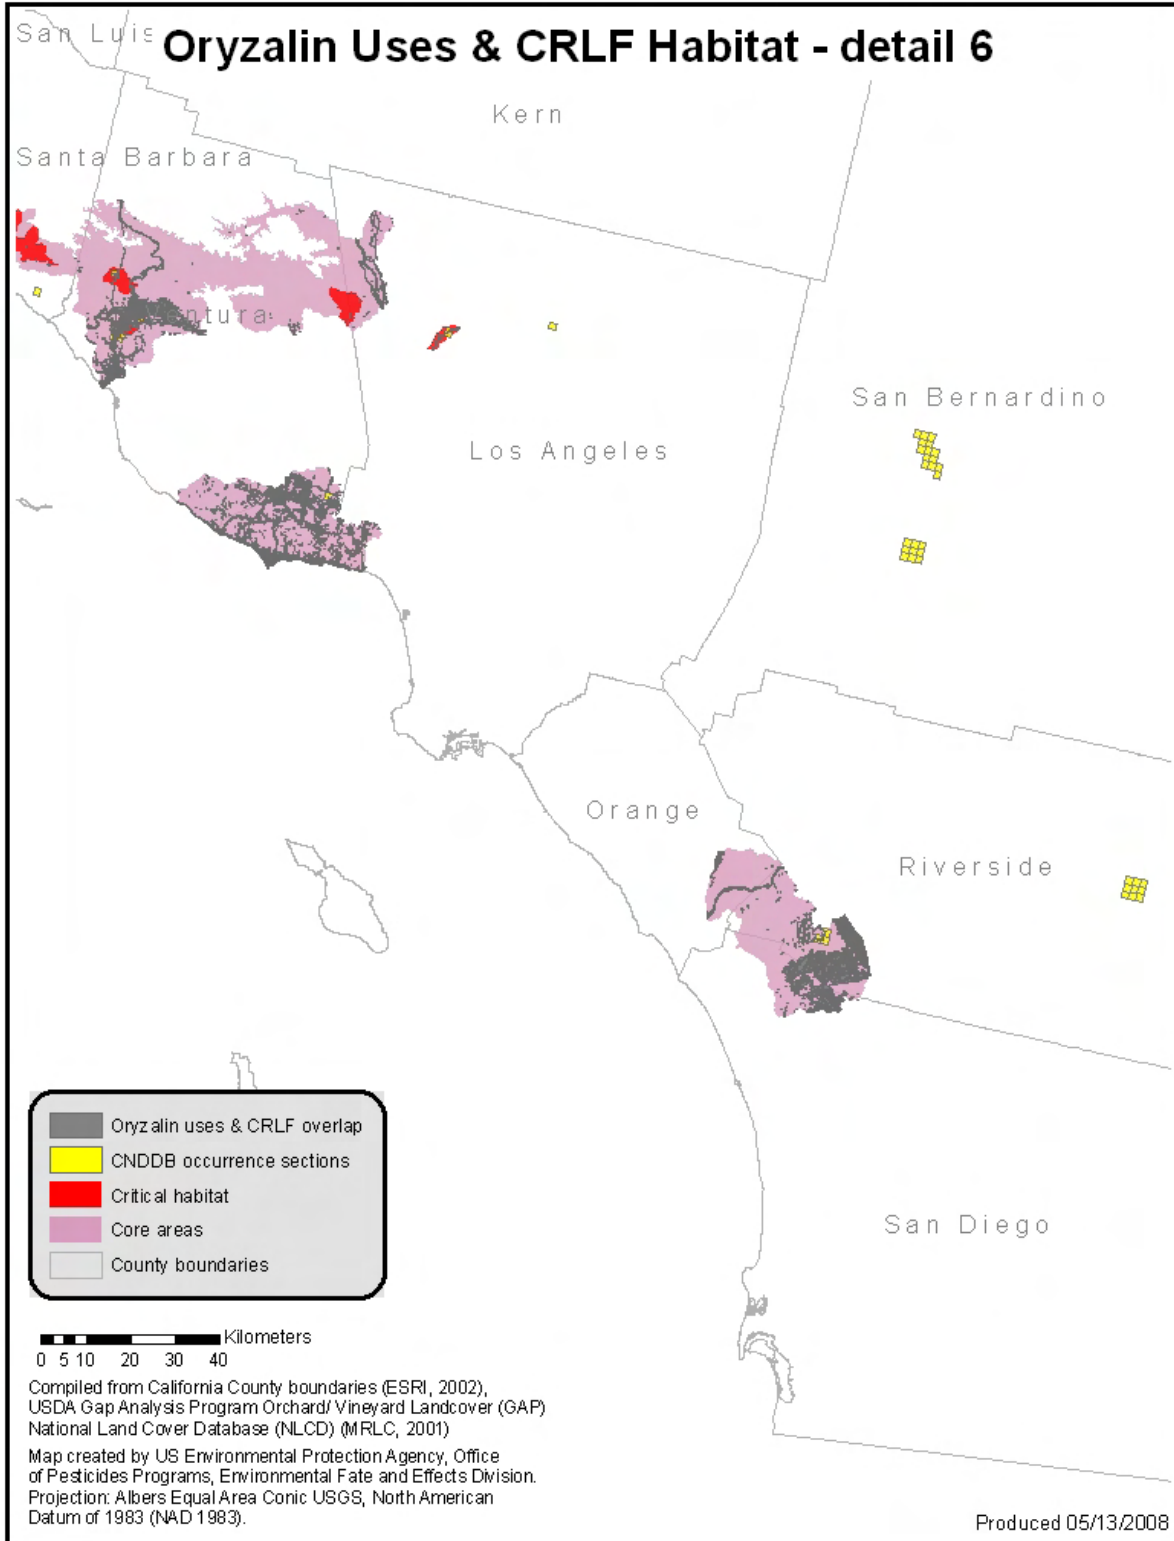 San Luis
Oryzalin Uses & CRLF Habitat - detail 6
Kern
Santa Barbara
Ventura
San Bernardino
Los Angeles
Orange
Riverside
San Diego
Oryzalin uses & CRLF overlap
CNDDB occurrence sections
Critical habitat
Core areas
County boundaries
Kilometers
0 5 10 20 30 40
Compiled from California County boundaries (ESRI, 2002),
USDA Gap Analysis Program Orchard/ Vineyard Landcover (GAP)
National Land Cover Database (NLCD) (MRLC, 2001)
Map created by US Environmental Protection Agency, Office
of Pesticides Programs, Environmental Fate and Effects Division.
Projection: Albers Equal Area Conic USGS, North American
Datum of 1983 (NAD 1983).
Produced 05/13/2008